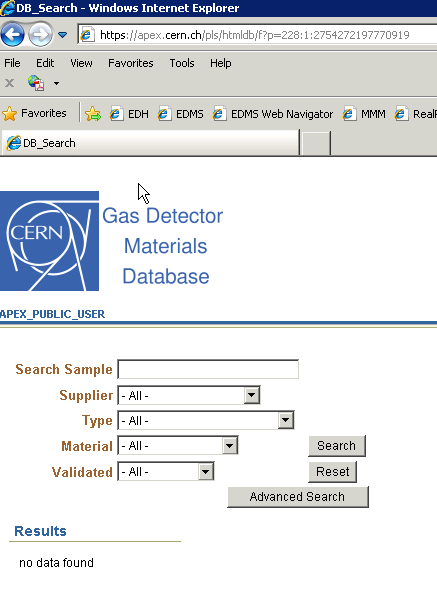 DB_Search - Windows Internet Explorer
https://apex.cern.ch/pls/htmldb/f?p=228:1:2754272197770919
File Edit View Favorites Tools Help
Favorites EDH EDMS EDMS Web Navigator MMM
DB_Search
CERN
Gas Detector
Materials
Database
APEX_PUBLIC_USER
Search Sample
Supplier - All -
Type - All -
Material - All - Search
Validated - All - Reset
Advanced Search
Results
no data found